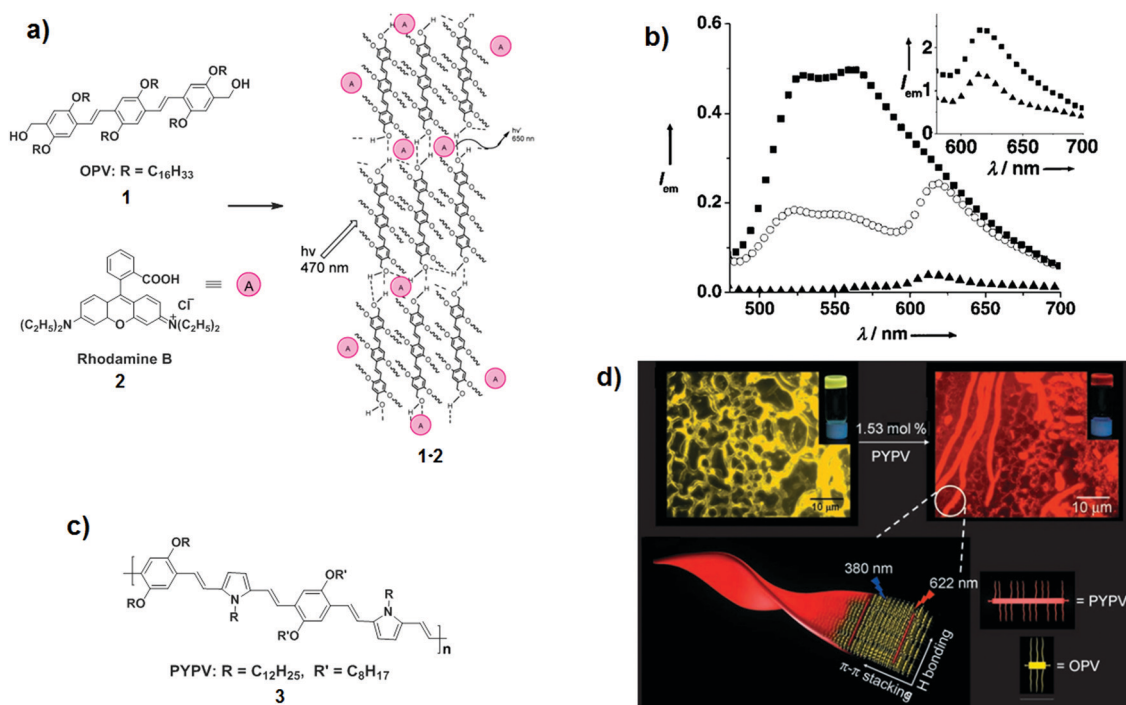 a)
OR
OR
OR
OH
HO
OR
RO
RO
OPV: R = C16H33
1
COOH
Cl−
(C2H5)2N
O
N(C2H5)2
+
Rhodamine B
2
≡
A
hν
470 nm
hν'
650 nm
1·2
b)
0.6
0.4
0.2
0.0
Iem
500
550
600
650
700
λ / nm
2
1
0
Iem
600
650
700
λ / nm
c)
OR
RO
N
R
OR'
R'O
R
N
n
PYPV: R = C12H25, R' = C8H17
3
d)
10 µm
1.53 mol %
PYPV
10 µm
380 nm
622 nm
π-π stacking
H bonding
= PYPV
= OPV